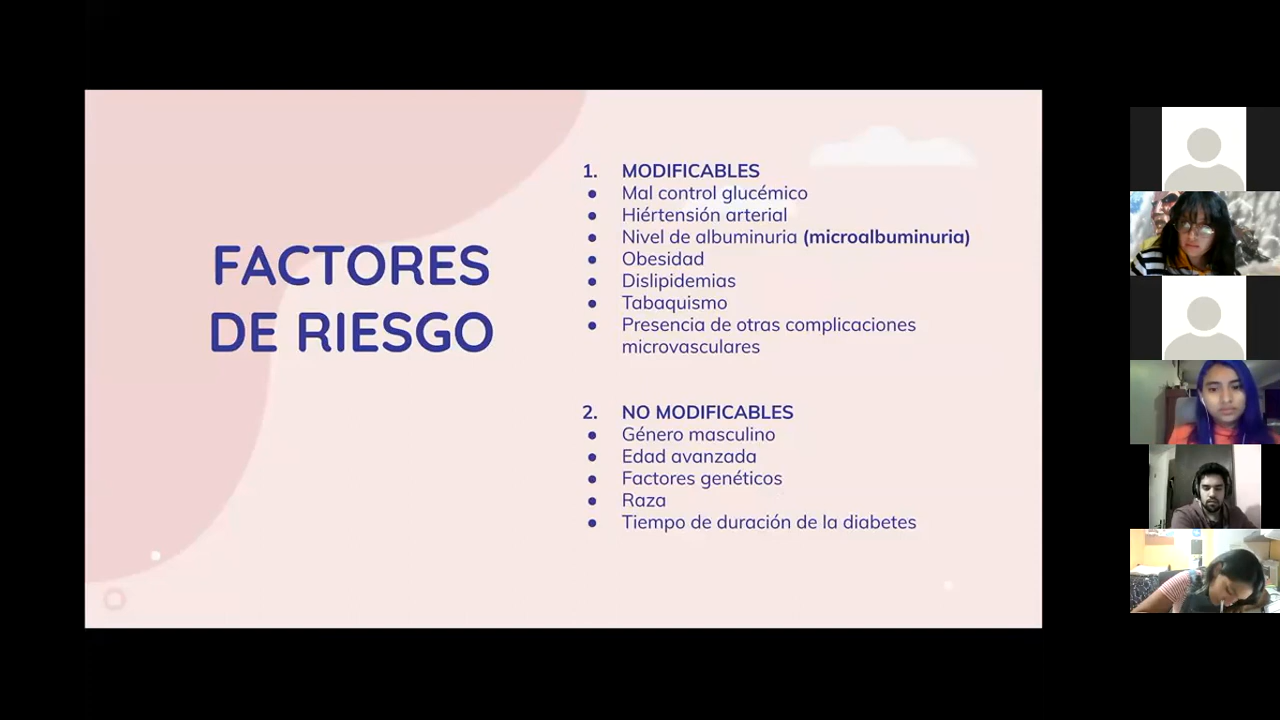 FACTORES
DE RIESGO
1. MODIFICABLES
● Mal control glucémico
● Hiértensión arterial
● Nivel de albuminuria (microalbuminuria)
● Obesidad
● Dislipidemias
● Tabaquismo
● Presencia de otras complicaciones
microvasculares
2. NO MODIFICABLES
● Género masculino
● Edad avanzada
● Factores genéticos
● Raza
● Tiempo de duración de la diabetes